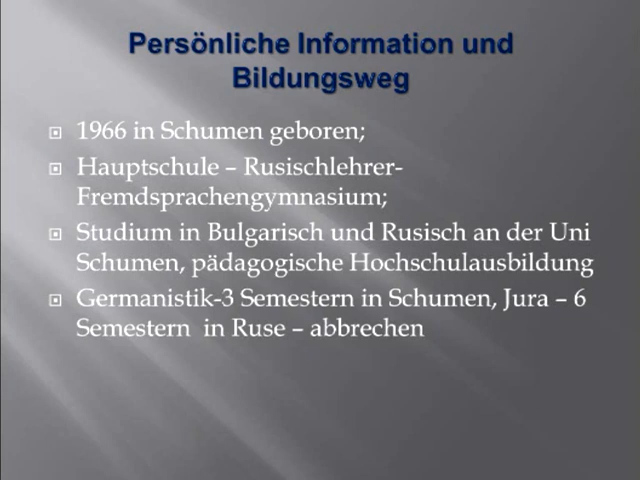 Persönliche Information und
Bildungsweg
1966 in Schumen geboren;
Hauptschule – Rusischlehrer-
Fremdsprachengymnasium;
Studium in Bulgarisch und Rusisch an der Uni
Schumen, pädagogische Hochschulausbildung
Germanistik-3 Semestern in Schumen, Jura – 6
Semestern in Ruse – abbrechen